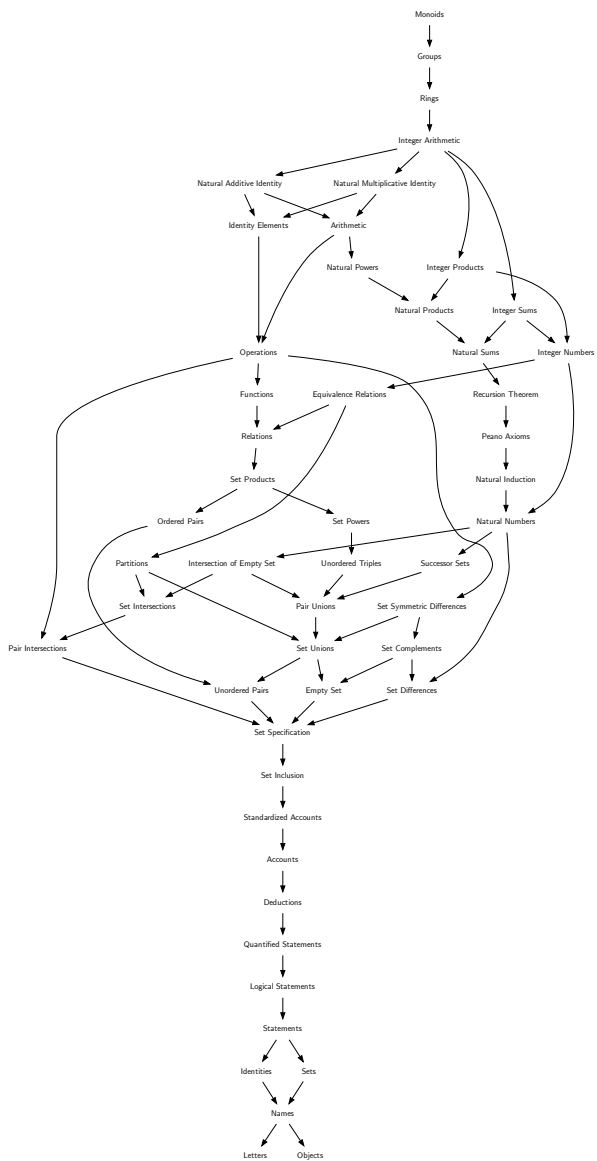 Monoids
Groups
Rings
Integer Arithmetic
Natural Additive Identity
Natural Multiplicative Identity
Identity Elements
Arithmetic
Natural Powers
Integer Products
Natural Products
Integer Sums
Operations
Natural Sums
Integer Numbers
Functions
Equivalence Relations
Recursion Theorem
Relations
Peano Axioms
Set Products
Natural Induction
Ordered Pairs
Set Powers
Natural Numbers
Partitions
Intersection of Empty Set
Unordered Triples
Successor Sets
Set Intersections
Pair Unions
Set Symmetric Differences
Pair Intersections
Set Unions
Set Complements
Unordered Pairs
Empty Set
Set Differences
Set Specification
Set Inclusion
Standardized Accounts
Accounts
Deductions
Quantified Statements
Logical Statements
Statements
Identities
Sets
Names
Letters
Objects